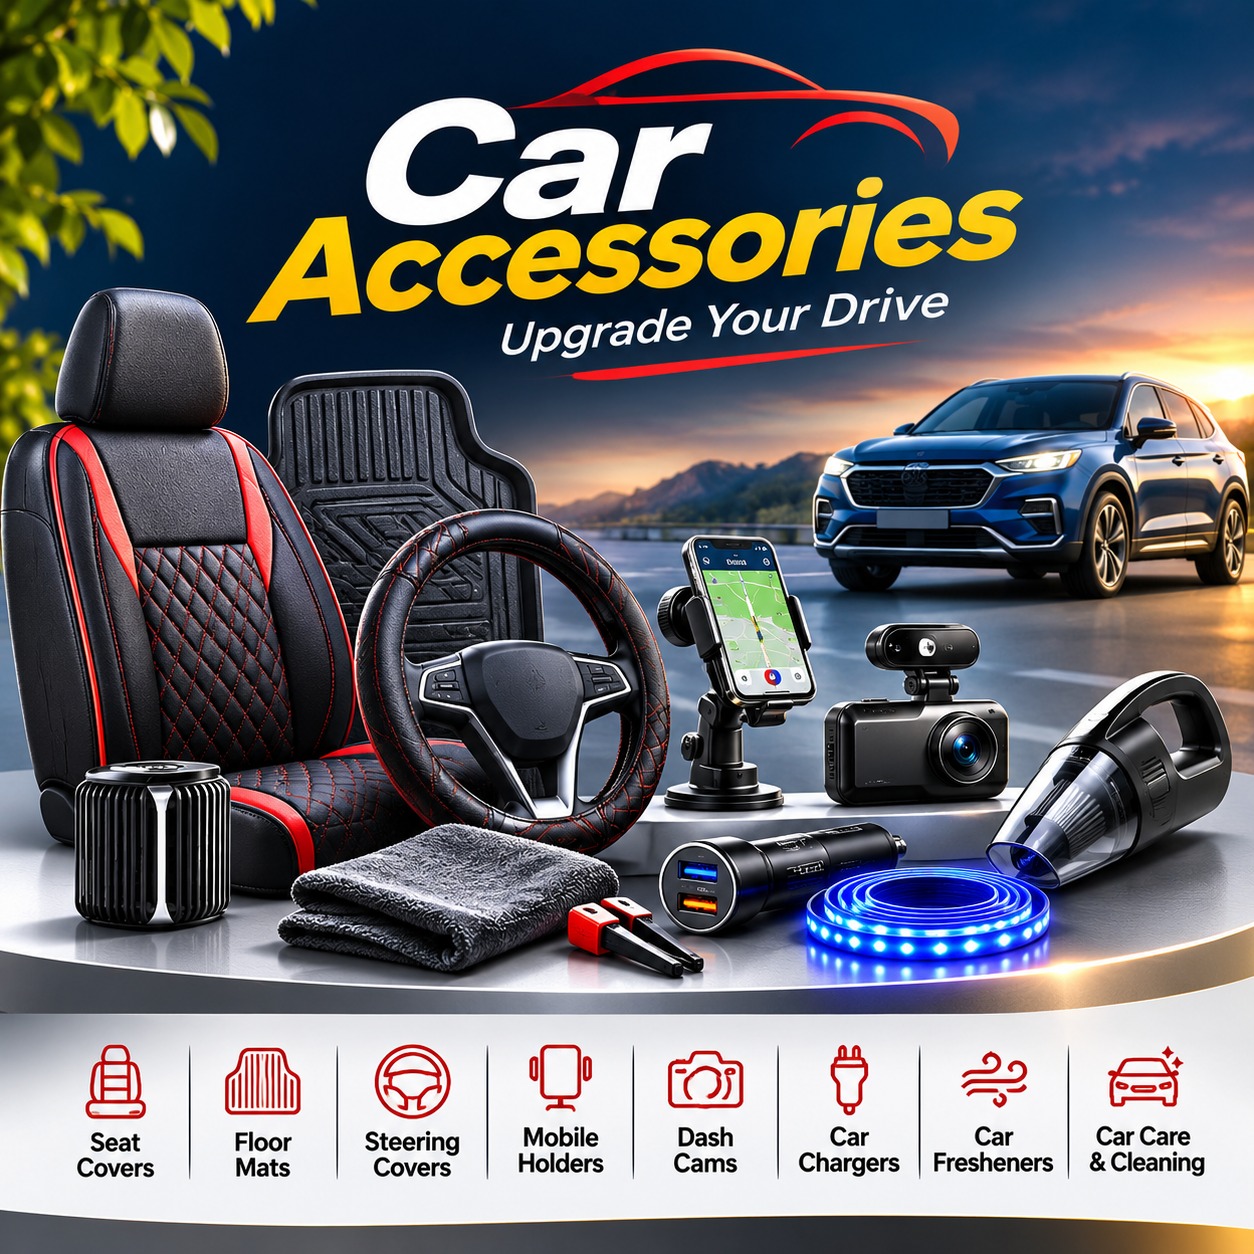 Car
Accessories
Upgrade Your Drive
Seat
Covers
Floor
Mats
Steering
Covers
Mobile
Holders
Dash
Cams
Car
Chargers
Car
Fresheners
Car Care
& Cleaning